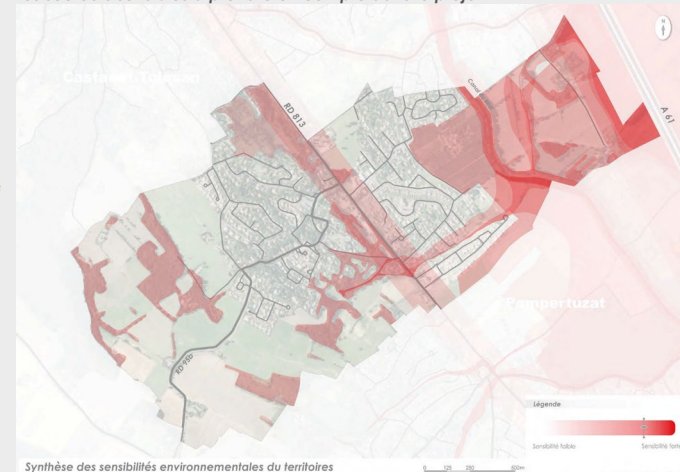 N
Castanet-Tolosan
Canal
RD 813
A 61
Pompertuzat
RD 95b
Légende
Sensibilité faible
Sensibilité forte
Synthèse des sensibilités environnementales du territoires
0 125 250 500m